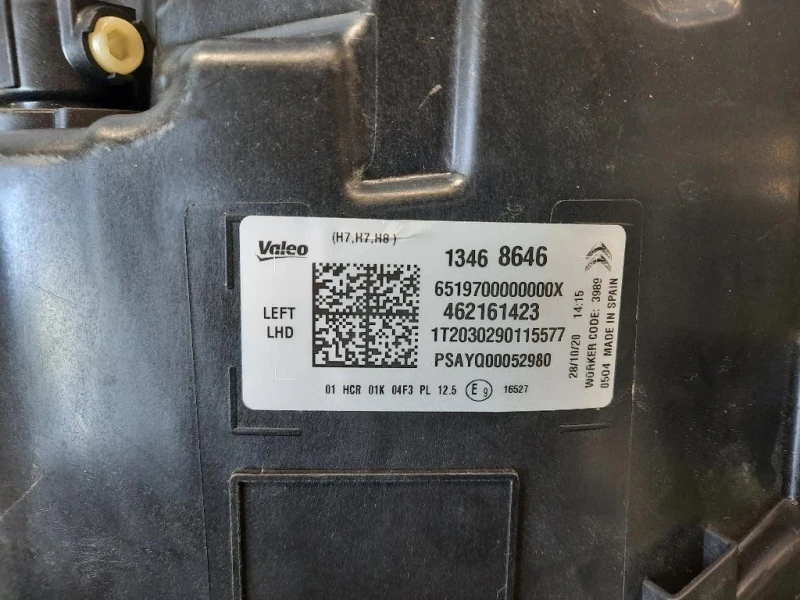 Valeo
(H7,H7,H8)
LEFT
LHD
1346 8646
6519700000000X
462161423
1T2030290115577
PSAYQ00052980
01 HCR 01K 04F3 PL 12.5 E9 16527
28/10/20 14:15
WORKER CODE: 3989
0504 MADE IN SPAIN